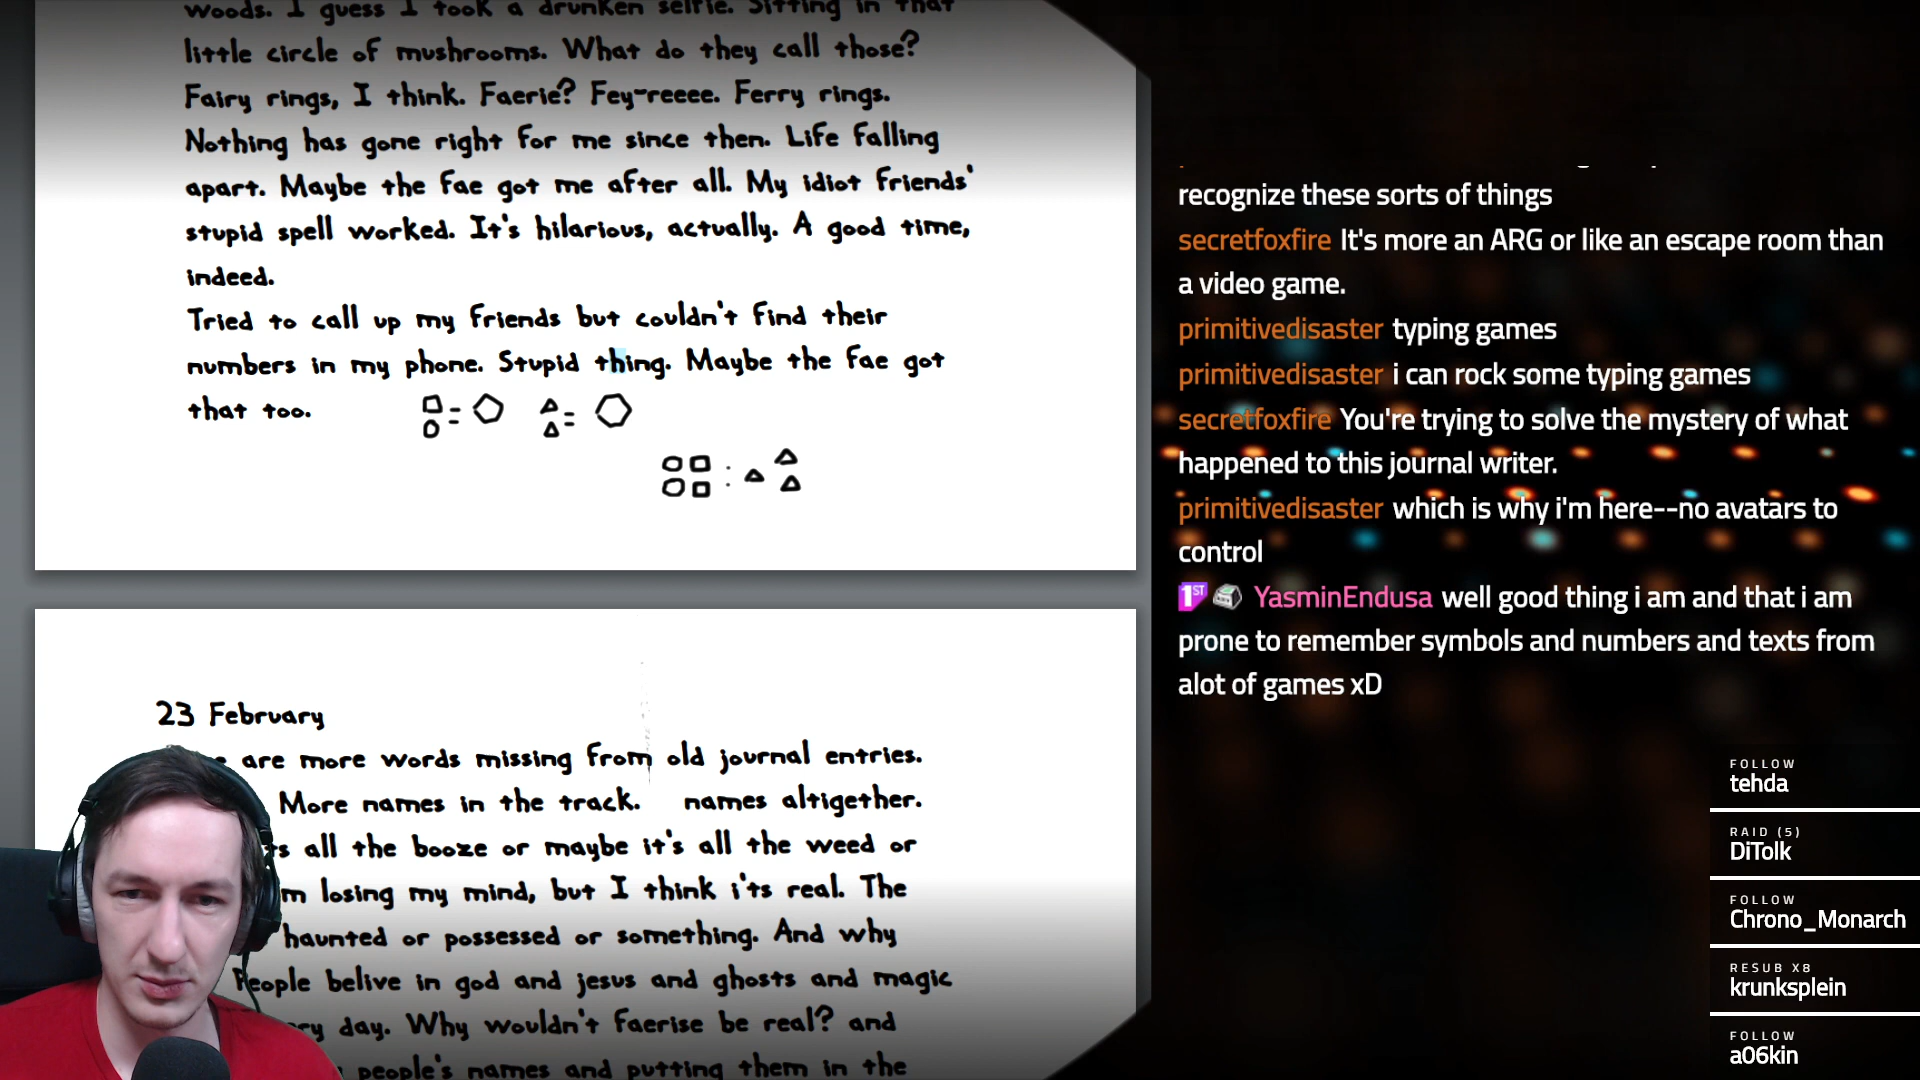 woods. I guess I took a drunken selfie. Sitting in that
little circle of mushrooms. What do they call those?
Fairy rings, I think. Faerie? Fey-reeee. Ferry rings.
Nothing has gone right for me since then. Life falling
apart. Maybe the fae got me after all. My idiot friends'
stupid spell worked. It's hilarious, actually. A good time,
indeed.
Tried to call up my friends but couldn't find their
numbers in my phone. Stupid thing. Maybe the fae got
that too.
23 February
are more words missing from old journal entries.
More names in the track. names altigether.
all the booze or maybe it's all the weed or
losing my mind, but I think i'ts real. The
haunted or possessed or something. And why
People belive in god and jesus and ghosts and magic
day. Why wouldn't faerise be real? and
people's names and putting them in the
recognize these sorts of things
secretfoxfire It's more an ARG or like an escape room than
a video game.
primitivedisaster typing games
primitivedisaster i can rock some typing games
secretfoxfire You're trying to solve the mystery of what
happened to this journal writer.
primitivedisaster which is why i'm here--no avatars to
control
1ST YasminEndusa well good thing i am and that i am
prone to remember symbols and numbers and texts from
alot of games xD
FOLLOW
tehda
RAID (5)
DiTolk
FOLLOW
Chrono_Monarch
RESUB X8
krunksplein
FOLLOW
a06kin